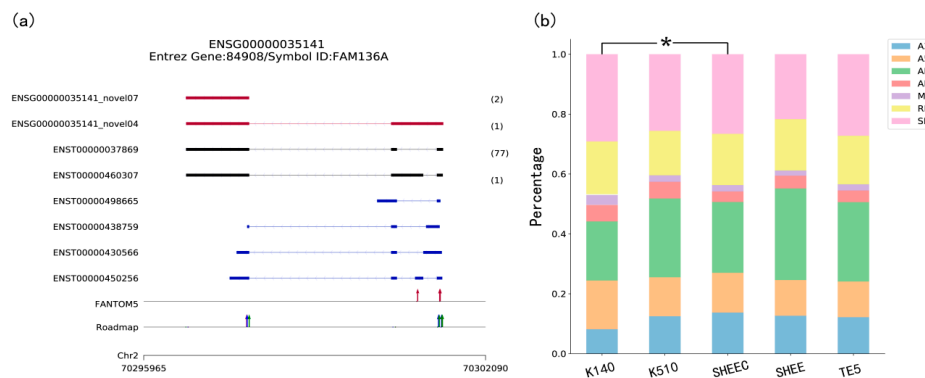 (a)
ENSG00000035141
Entrez Gene:84908/Symbol ID:FAM136A
ENSG00000035141_novel07
(2)
ENSG00000035141_novel04
(1)
ENST00000037869
(77)
ENST00000460307
(1)
ENST00000498665
ENST00000438759
ENST00000430566
ENST00000450256
FANTOM5
Roadmap
Chr2
70295965
70302090
(b)
*
Percentage
1.0
0.8
0.6
0.4
0.2
0.0
K140
K510
SHEEC
SHEE
TE5